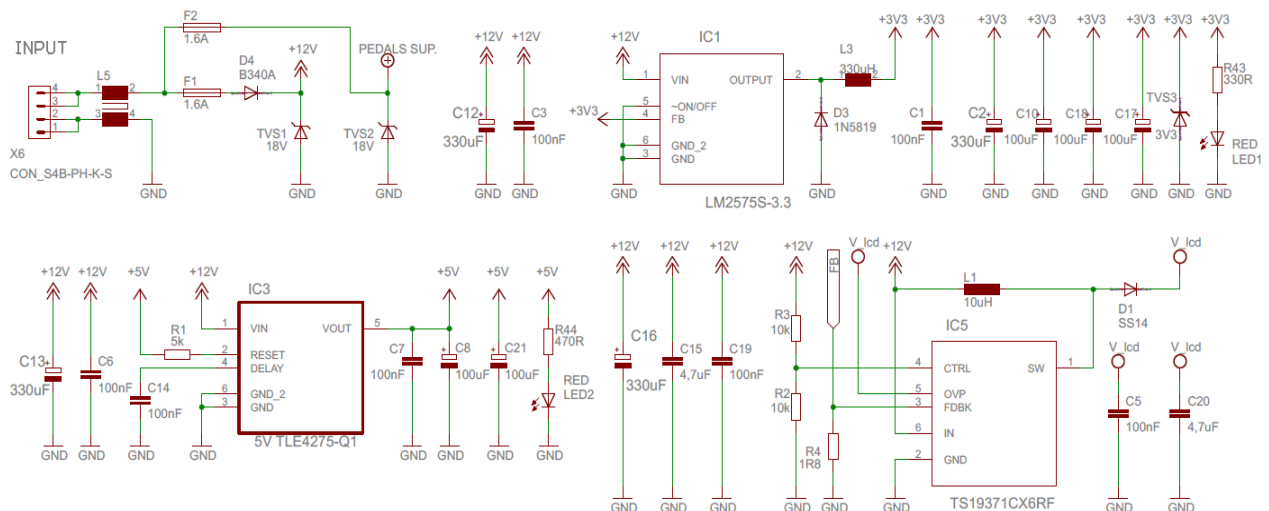 INPUT
X6
CON_S4B-PH-K-S
4
3
2
1
L5
1
2
3
4
F2
1.6A
F1
1.6A
D4
B340A
+12V
TVS1
18V
PEDALS SUP.
TVS2
18V
GND
GND
GND
+12V
+12V
C12
+
330uF
C3
100nF
GND
GND
+12V
+3V3
IC1
1
VIN
OUTPUT
2
5
~ON/OFF
4
FB
6
GND_2
3
GND
LM2575S-3.3
GND
D3
1N5819
GND
L3
330uH
1
2
+3V3
+3V3
C1
100nF
GND
+3V3
C2
+
330uF
GND
+3V3
C10
+
100uF
GND
+3V3
C18
+
100uF
GND
+3V3
C17
+
100uF
GND
+3V3
TVS3
3V3
GND
+3V3
R43
330R
RED
LED1
GND
+12V
C13
+
330uF
GND
+12V
C6
100nF
GND
+5V
R1
5k
C14
100nF
GND
+12V
IC3
1
VIN
VOUT
5
2
RESET
4
DELAY
6
GND_2
3
GND
5V TLE4275-Q1
GND
+5V
C7
100nF
GND
C8
+
100uF
GND
+5V
C21
+
100uF
GND
+5V
R44
470R
RED
LED2
GND
+12V
C16
+
330uF
GND
+12V
C15
4,7uF
GND
+12V
C19
100nF
GND
+12V
R3
10k
R2
10k
GND
FB
R4
1R8
GND
V_lcd
+12V
L1
10uH
IC5
4
CTRL
SW
1
5
OVP
3
FDBK
6
IN
2
GND
TS19371CX6RF
GND
D1
SS14
V_lcd
V_lcd
C5
100nF
GND
V_lcd
C20
4,7uF
GND